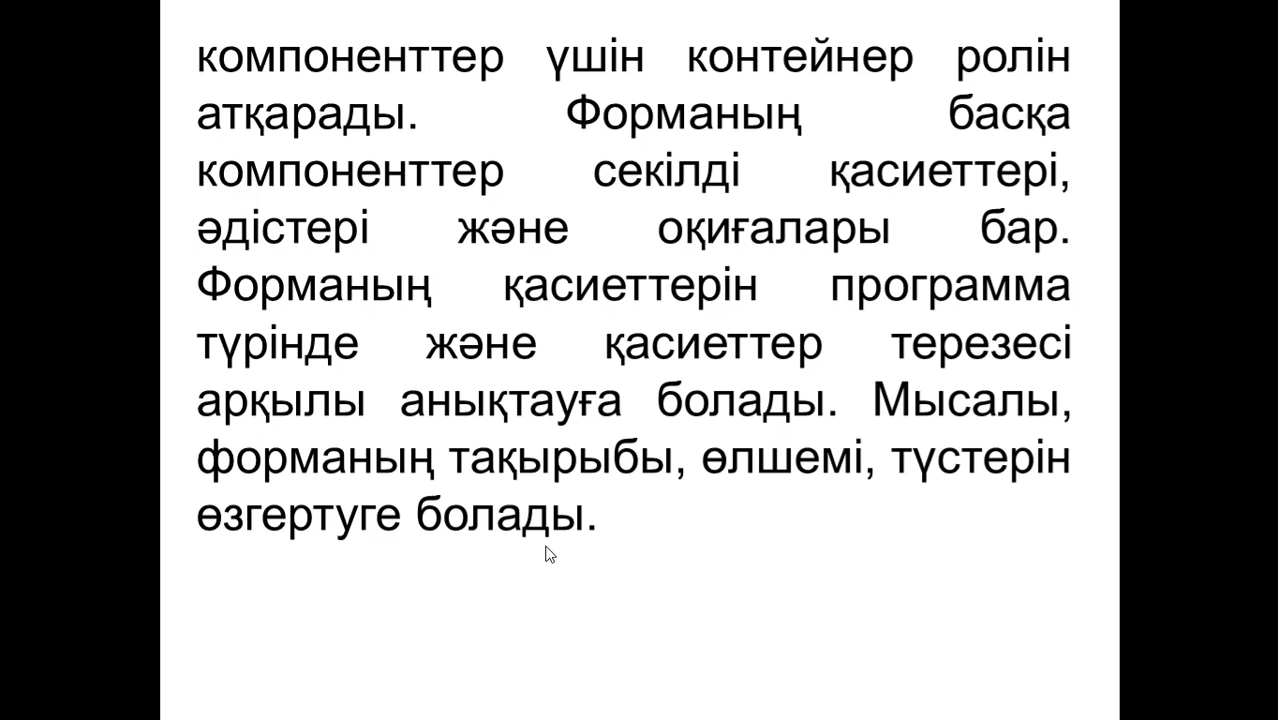 компоненттер үшін контейнер ролін
атқарады. Форманың басқа
компоненттер секілді қасиеттері,
әдістері және оқиғалары бар.
Форманың қасиеттерін программа
түрінде және қасиеттер терезесі
арқылы анықтауға болады. Мысалы,
форманың тақырыбы, өлшемі, түстерін
өзгертуге болады.